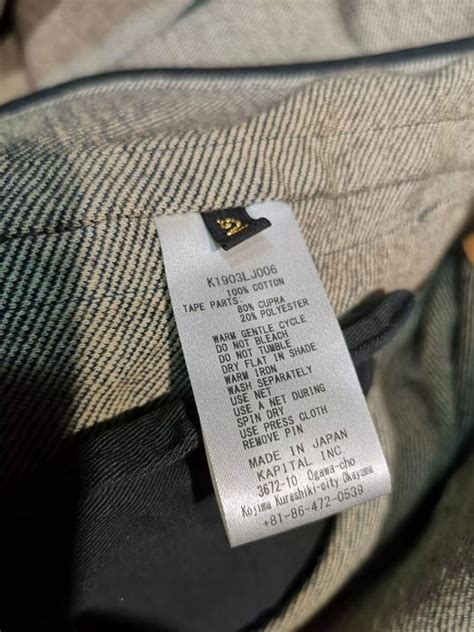 K1903LJ006
100% COTTON
TAPE PARTS:
80% CUPRA
20% POLYESTER
WARM GENTLE CYCLE
DO NOT BLEACH
DO NOT TUMBLE
DRY FLAT IN SHADE
WARM IRON
WASH SEPARATELY
USE NET
USE A NET DURING
SPIN DRY
USE PRESS CLOTH
REMOVE PIN
MADE IN JAPAN
KAPITAL INC.
3672-10 Ogawa-cho
Kojima Kurashiki-city Okayama
+81-86-472-0539